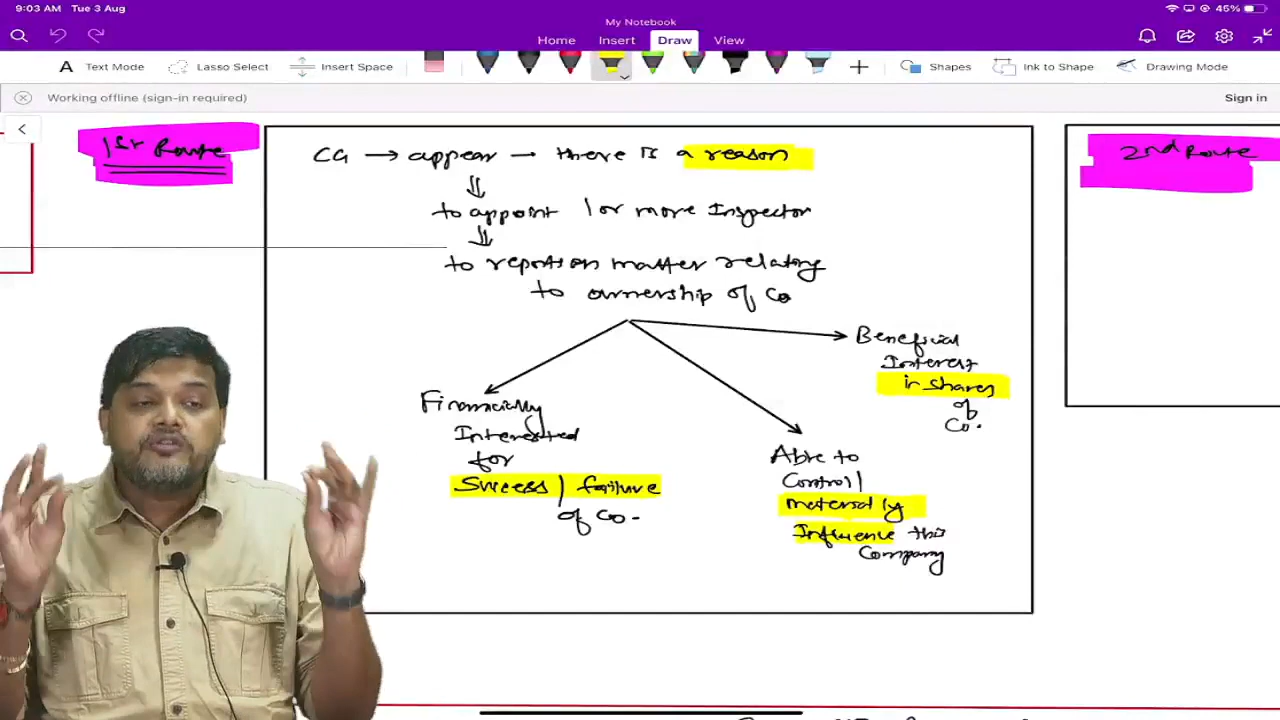 9:03 AM Tue 3 Aug
45%
My Notebook
Home Insert Draw View
Text Mode Lasso Select Insert Space Shapes Ink to Shape Drawing Mode
Working offline (sign-in required) Sign in
1st Route
CG → appear — there is a reason
to appoint 1 or more Inspector
to report on matter relating
to ownership of Co
Financially
Interested
for
Success / failure
of Co.
Able to
Control /
materially
Influence this
Company
Beneficial
Interest
in shares
of
Co.
2nd Route